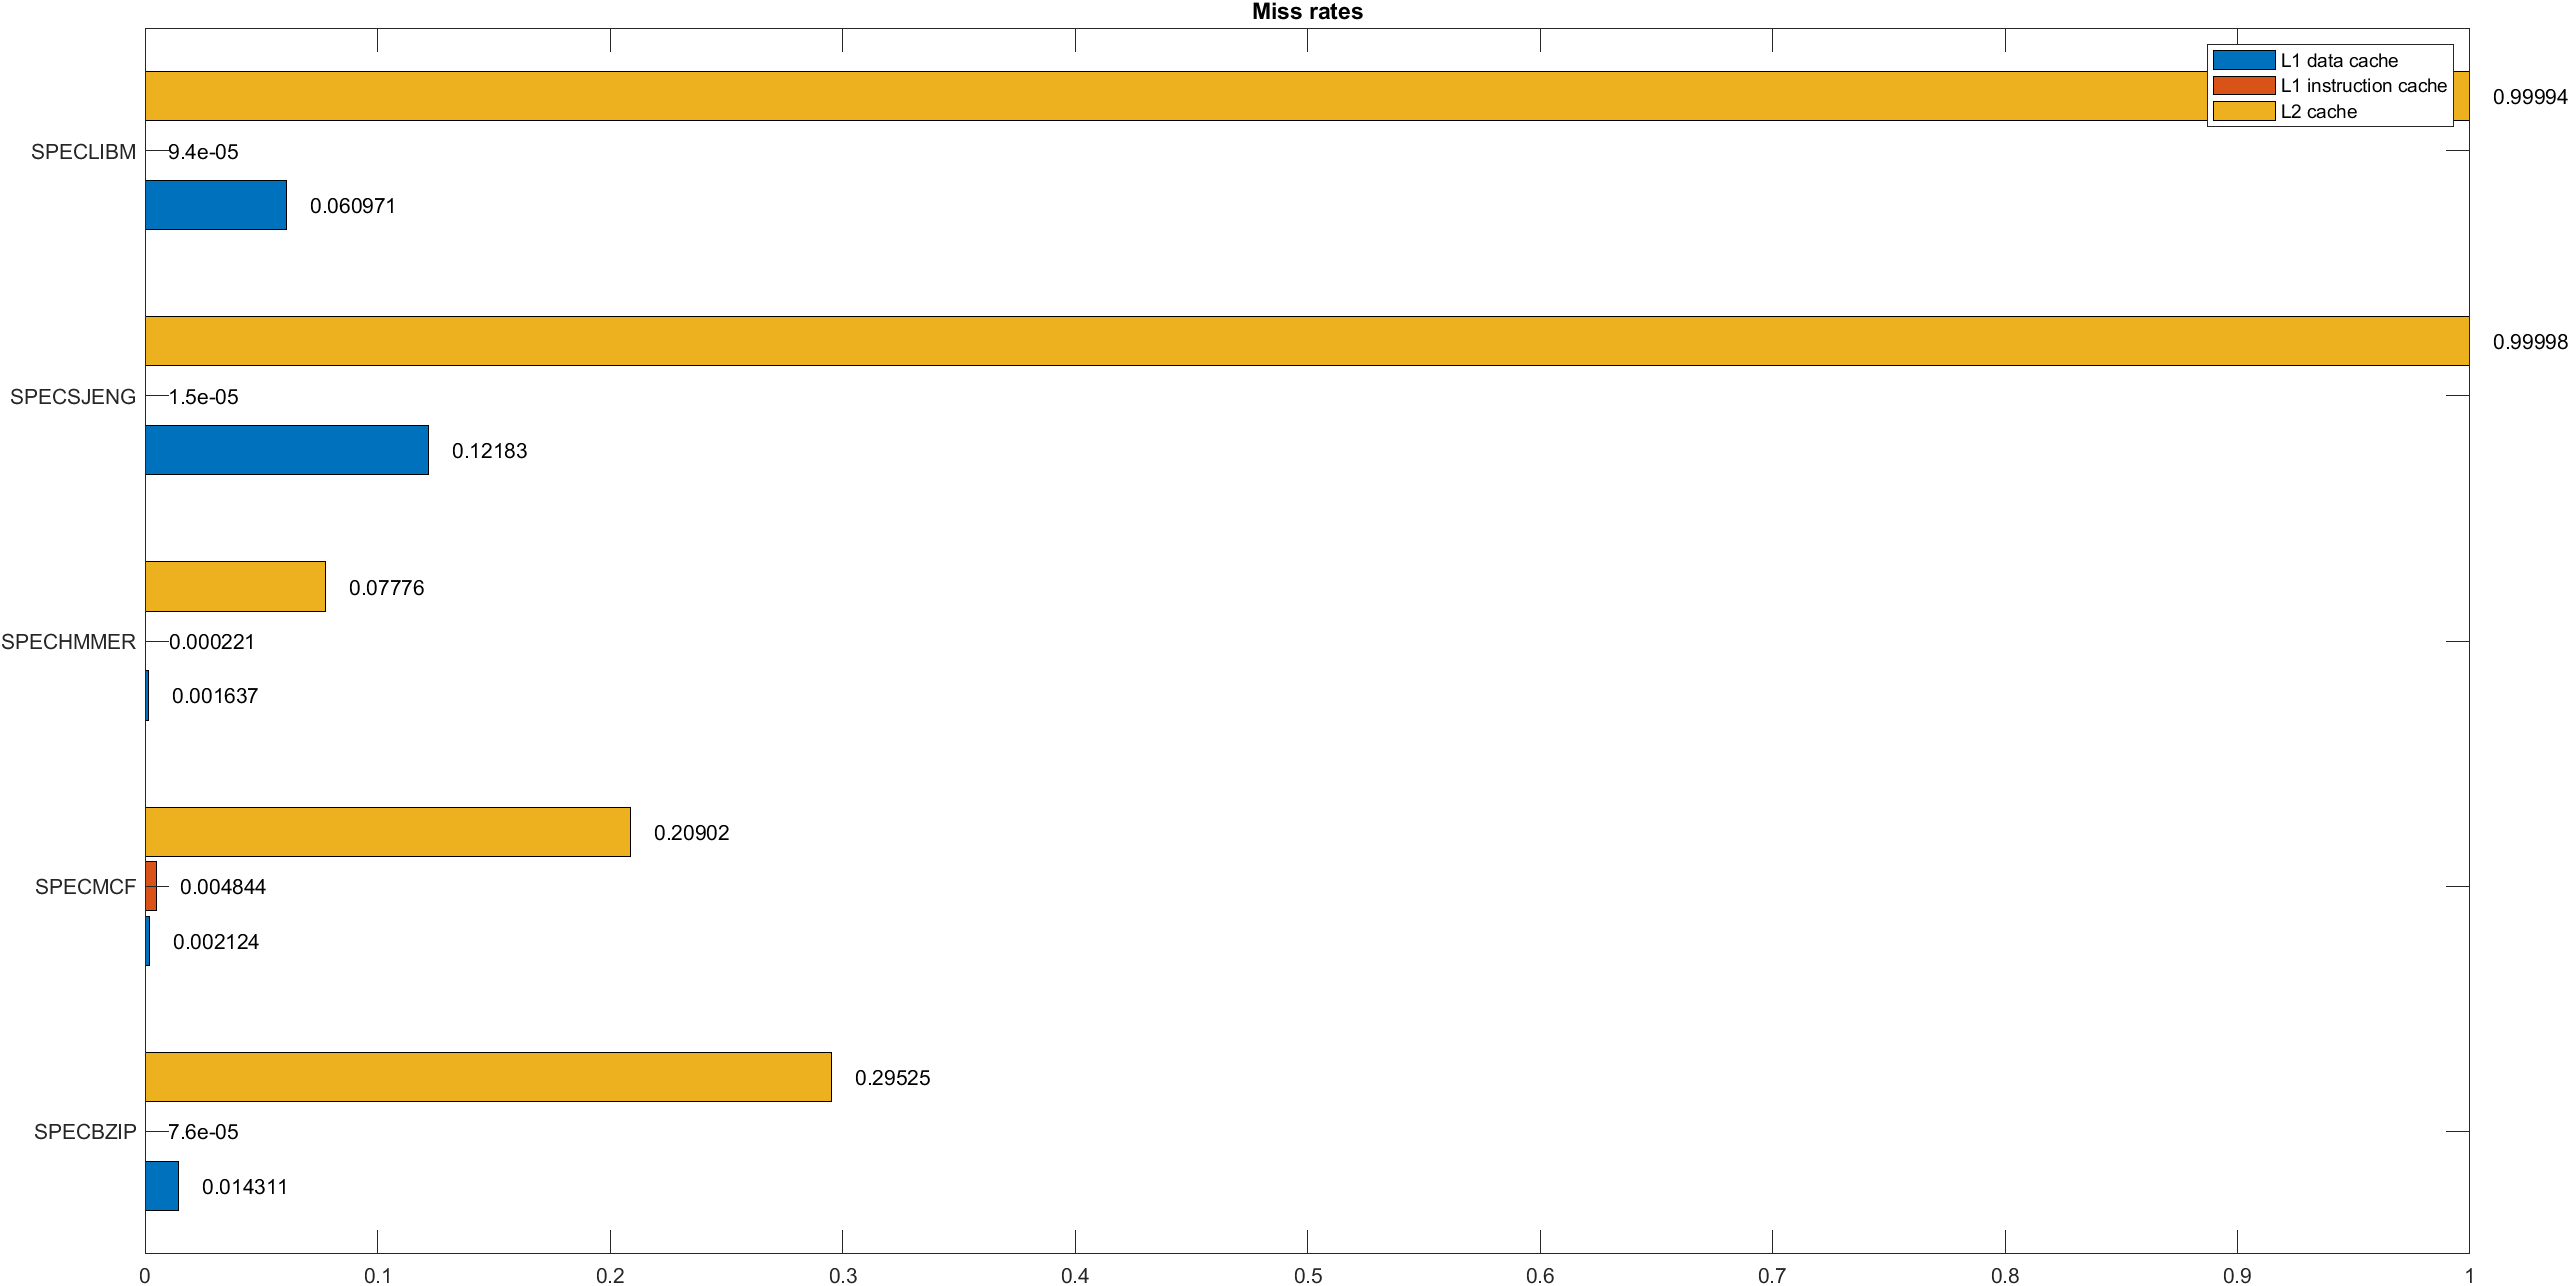 Miss rates
L1 data cache
L1 instruction cache
L2 cache
0.99994
SPECLIBM
9.4e-05
0.060971
0.99998
SPECSJENG
1.5e-05
0.12183
0.07776
SPECHMMER
0.000221
0.001637
0.20902
SPECMCF
0.004844
0.002124
0.29525
SPECBZIP
7.6e-05
0.014311
0 0.1 0.2 0.3 0.4 0.5 0.6 0.7 0.8 0.9 1